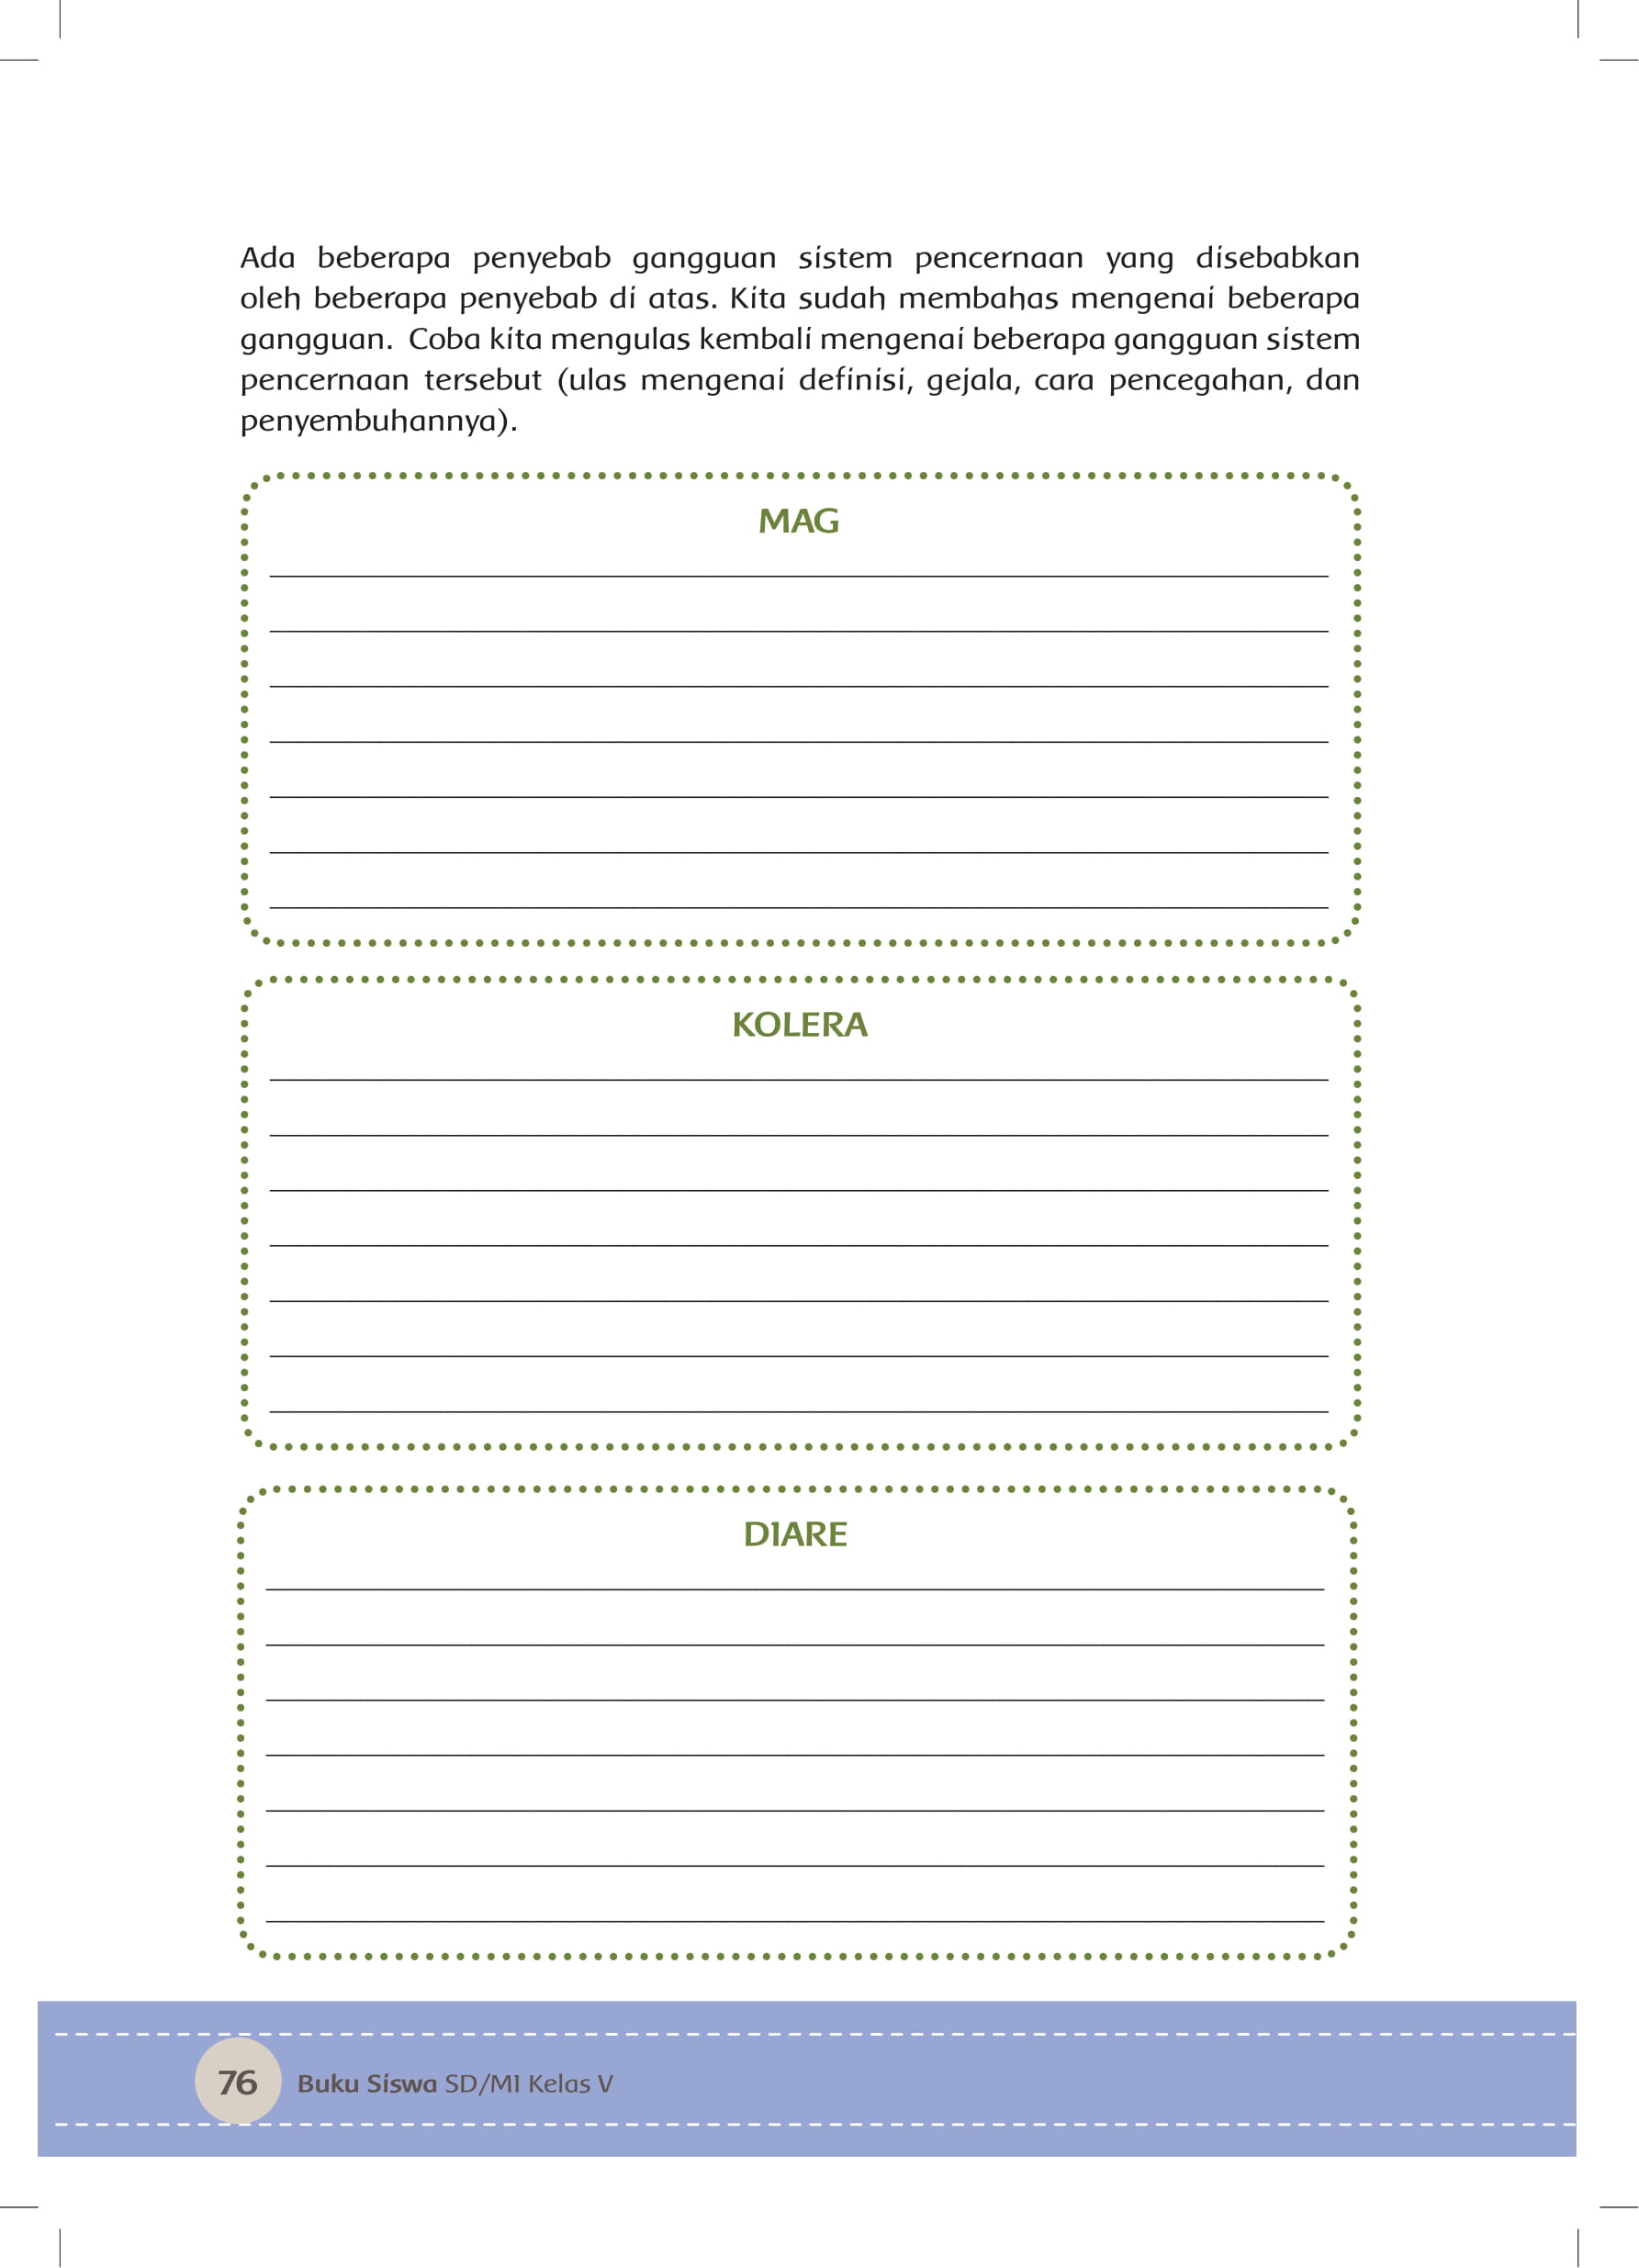 Ada beberapa penyebab gangguan sistem pencernaan yang disebabkan
oleh beberapa penyebab di atas. Kita sudah membahas mengenai beberapa
gangguan. Coba kita mengulas kembali mengenai beberapa gangguan sistem
pencernaan tersebut (ulas mengenai definisi, gejala, cara pencegahan, dan
penyembuhannya).
MAG
KOLERA
DIARE
76 Buku Siswa SD/MI Kelas V